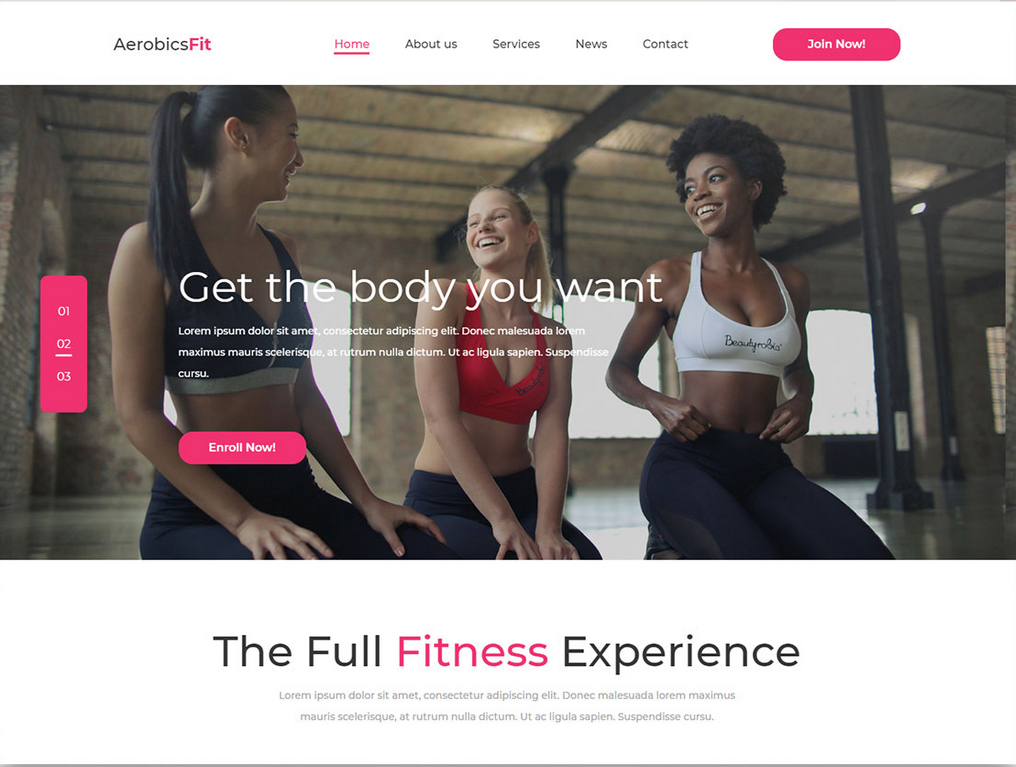 AerobicsFit
Home About us Services News Contact
Join Now!
01
02
03
Get the body you want
Lorem ipsum dolor sit amet, consectetur adipiscing elit. Donec malesuada lorem
maximus mauris scelerisque, at rutrum nulla dictum. Ut ac ligula sapien. Suspendisse
cursu.
Enroll Now!
Beautyrobis
The Full Fitness Experience
Lorem ipsum dolor sit amet, consectetur adipiscing elit. Donec malesuada lorem maximus
mauris scelerisque, at rutrum nulla dictum. Ut ac ligula sapien. Suspendisse cursu.